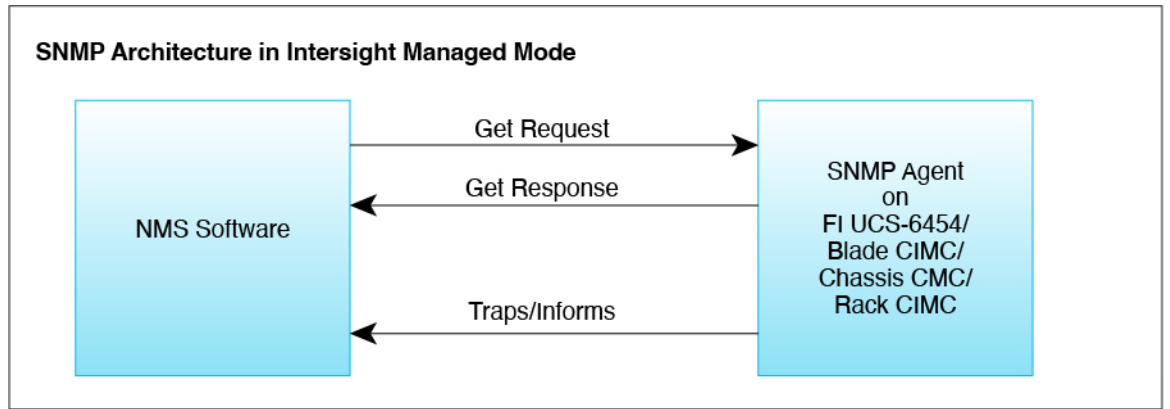 SNMP Architecture in Intersight Managed Mode
NMS Software
Get Request
Get Response
Traps/Informs
SNMP Agent
on
FI UCS-6454/
Blade CIMC/
Chassis CMC/
Rack CIMC